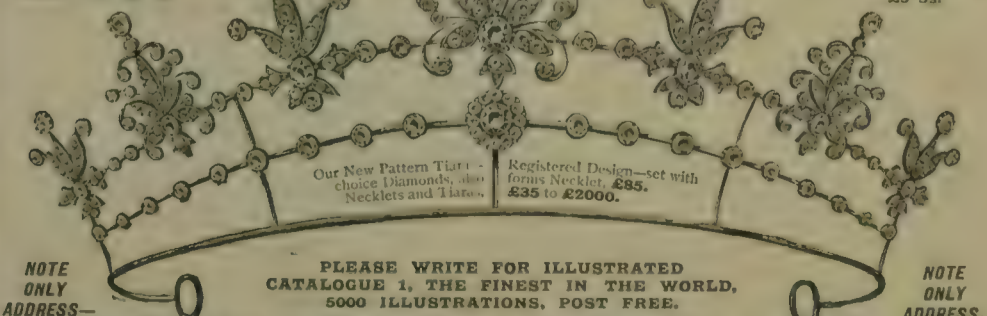 Our New Pattern Tiara - Registered Design—set with
choice Diamonds, also forms Necklet, £85.
Necklets and Tiaras, £35 to £2000.
NOTE
ONLY
ADDRESS—
PLEASE WRITE FOR ILLUSTRATED
CATALOGUE 1, THE FINEST IN THE WORLD,
5000 ILLUSTRATIONS, POST FREE.
NOTE
ONLY
ADDRESS